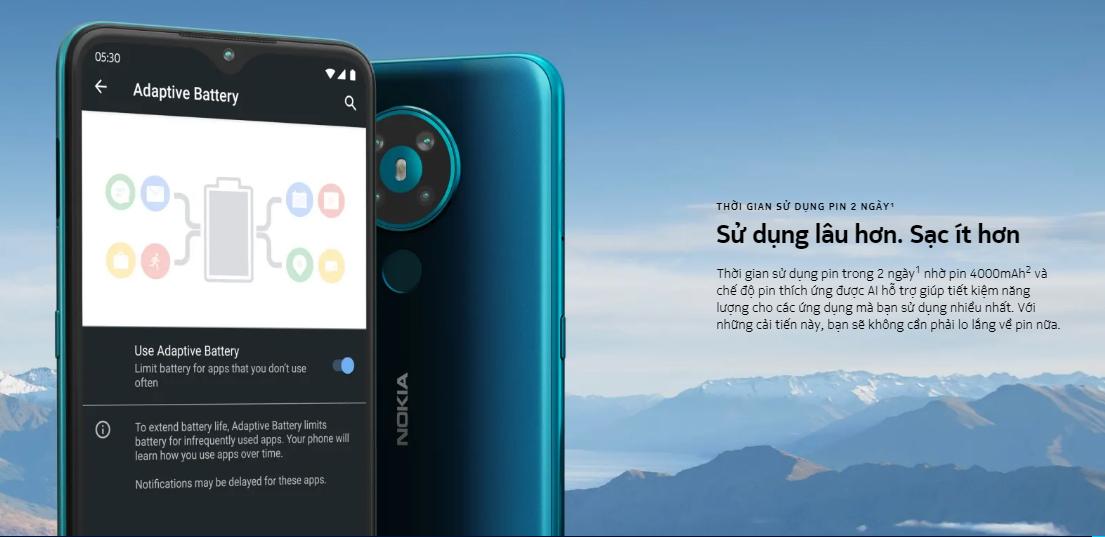 05:30
Adaptive Battery
Use Adaptive Battery
Limit battery for apps that you don't use
often
To extend battery life, Adaptive Battery limits
battery for infrequently used apps. Your phone will
learn how you use apps over time.
Notifications may be delayed for these apps.
NOKIA
THỜI GIAN SỬ DỤNG PIN 2 NGÀY¹
Sử dụng lâu hơn. Sạc ít hơn
Thời gian sử dụng pin trong 2 ngày¹ nhờ pin 4000mAh² và
chế độ pin thích ứng được AI hỗ trợ giúp tiết kiệm năng
lượng cho các ứng dụng mà bạn sử dụng nhiều nhất. Với
những cải tiến này, bạn sẽ không cần phải lo lắng về pin nữa.